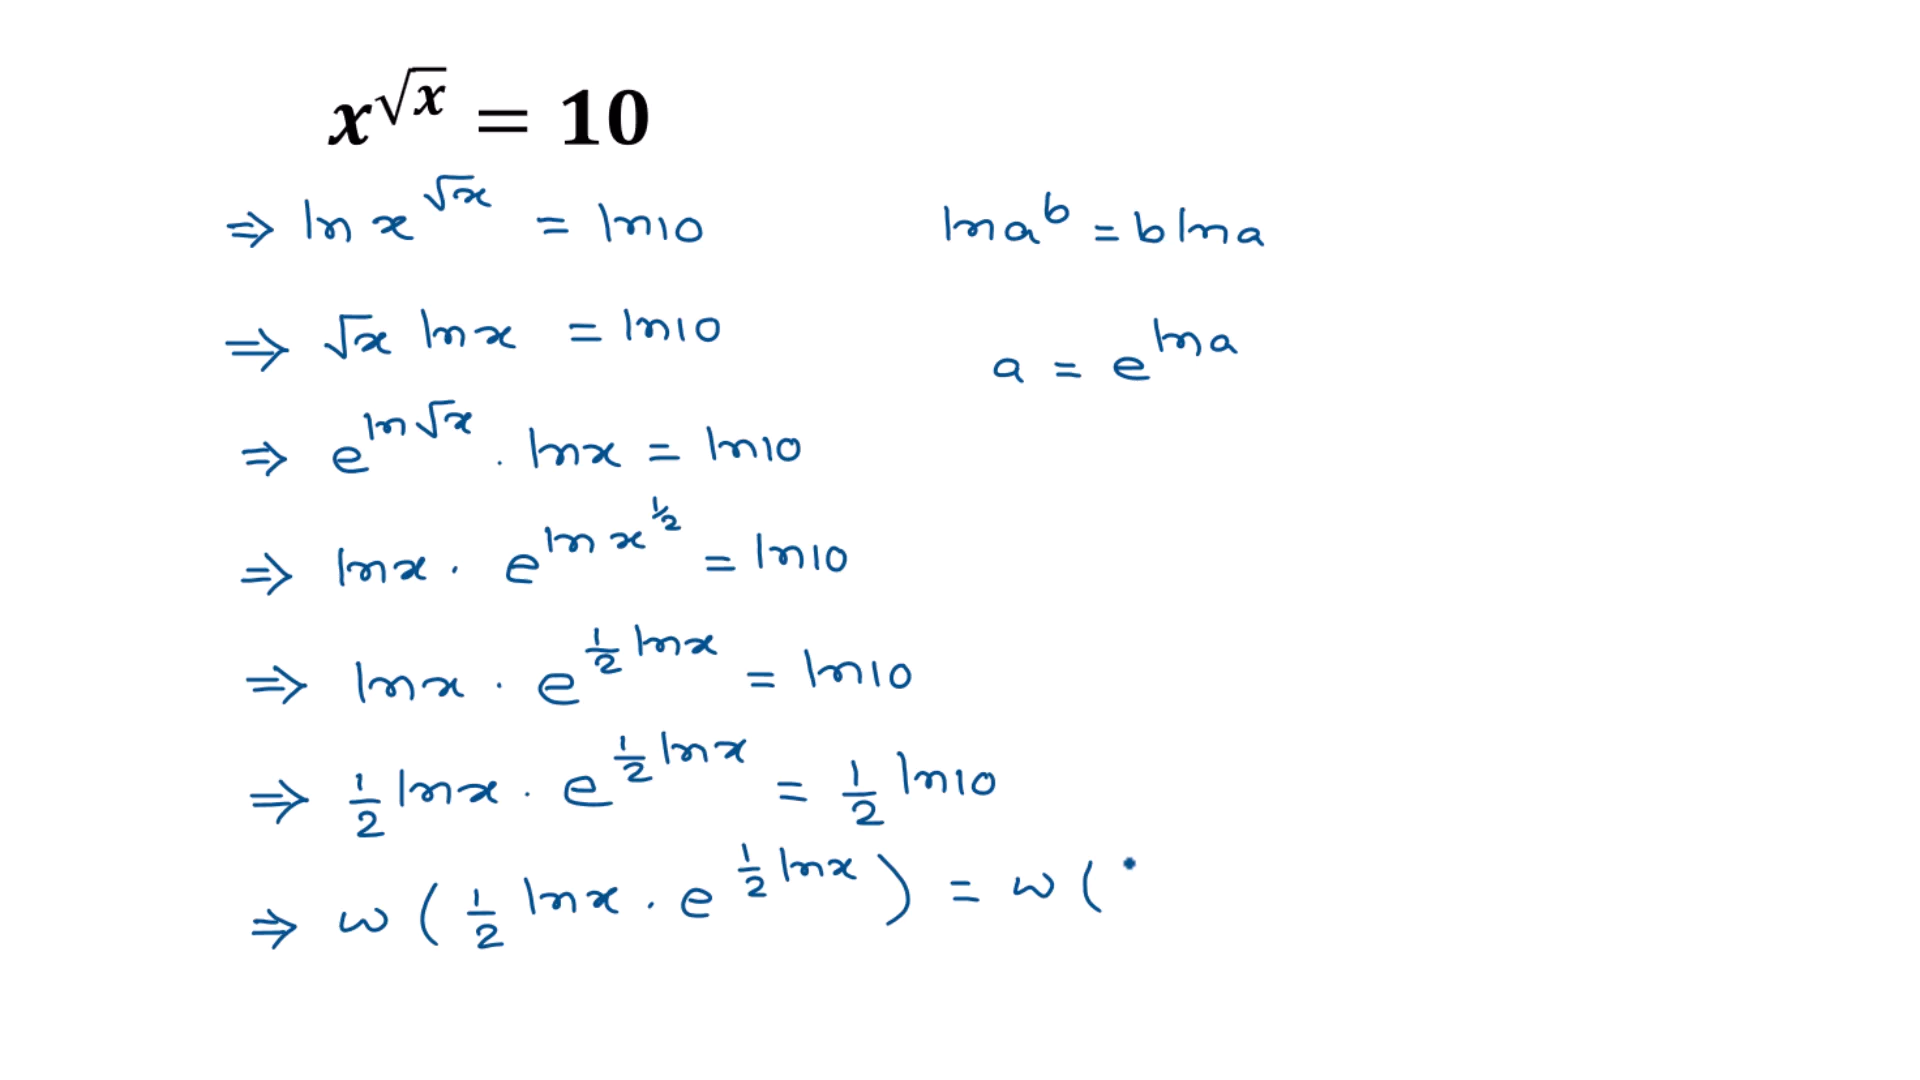 x^√x = 10
⇒ ln x^√x = ln10
ln a^b = b ln a
⇒ √x ln x = ln10
a = e^ln a
⇒ e^ln√x . ln x = ln10
⇒ ln x . e^ln x^½ = ln10
⇒ ln x . e^½ ln x = ln10
⇒ ½ ln x . e^½ ln x = ½ ln10
⇒ w ( ½ ln x . e^½ ln x ) = w (